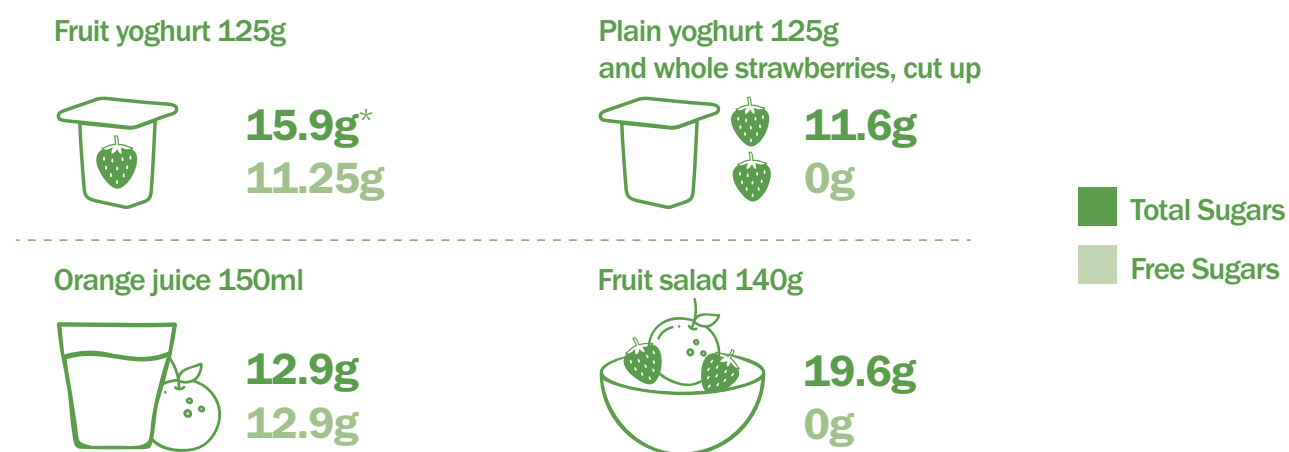 Fruit yoghurt 125g
15.9g*
11.25g
Plain yoghurt 125g
and whole strawberries, cut up
11.6g
0g
Orange juice 150ml
12.9g
12.9g
Fruit salad 140g
19.6g
0g
Total Sugars
Free Sugars